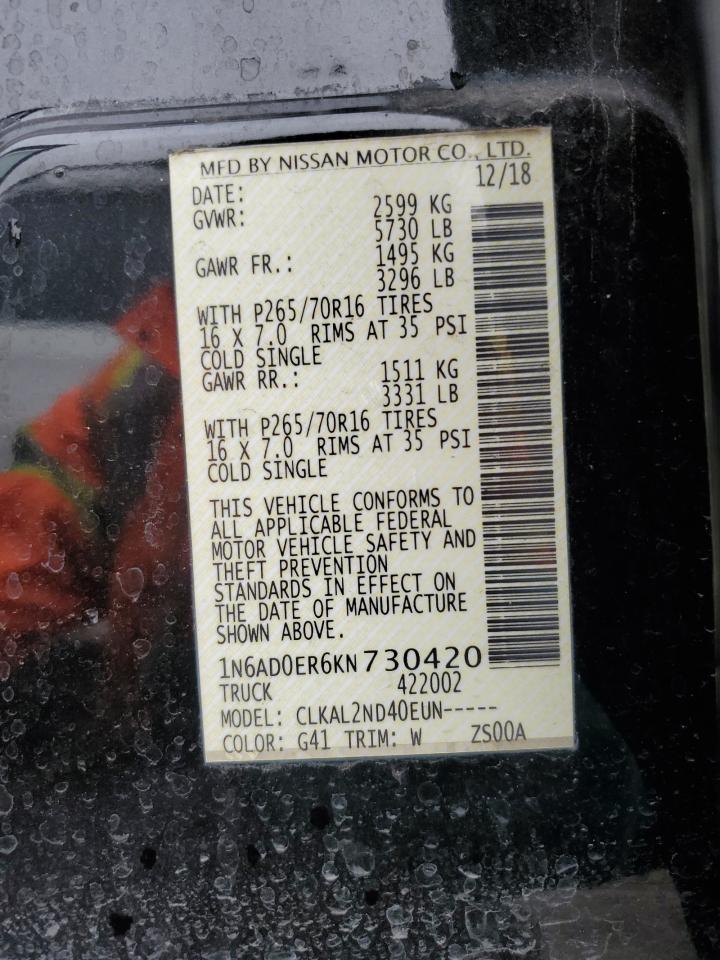 MFD BY NISSAN MOTOR CO., LTD.
DATE: 12/18
GVWR: 2599 KG
5730 LB
GAWR FR.: 1495 KG
3296 LB
WITH P265/70R16 TIRES
16 X 7.0 RIMS AT 35 PSI
COLD SINGLE
GAWR RR.: 1511 KG
3331 LB
WITH P265/70R16 TIRES
16 X 7.0 RIMS AT 35 PSI
COLD SINGLE
THIS VEHICLE CONFORMS TO
ALL APPLICABLE FEDERAL
MOTOR VEHICLE SAFETY AND
THEFT PREVENTION
STANDARDS IN EFFECT ON
THE DATE OF MANUFACTURE
SHOWN ABOVE.
1N6AD0ER6KN730420
TRUCK 422002
MODEL: CLKAL2ND40EUN-----
COLOR: G41 TRIM: W ZS00A